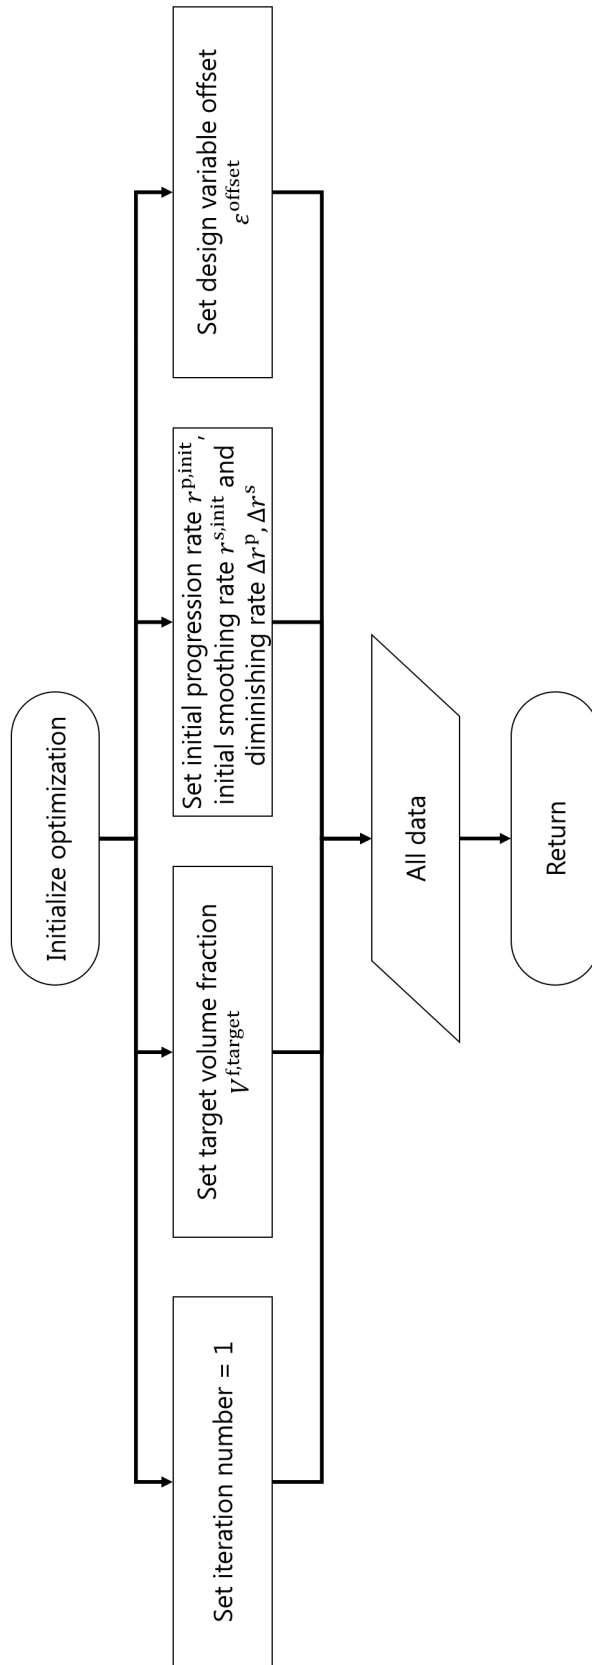 Initialize optimization
Set iteration number = 1
Set target volume fraction
V^{f,target}
Set initial progression rate r^{p,init},
initial smoothing rate r^{s,init} and
diminishing rate Δr^p, Δr^s
Set design variable offset
ε^{offset}
All data
Return